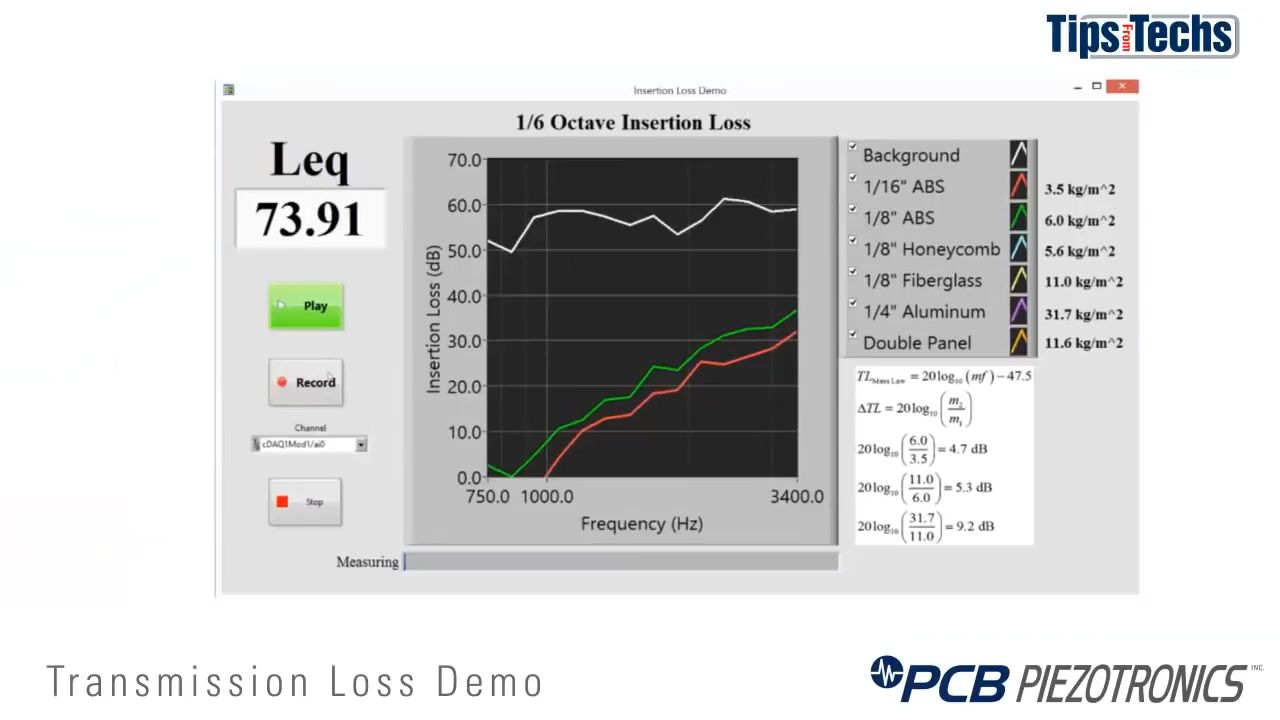 Tips From Techs
Insertion Loss Demo
1/6 Octave Insertion Loss
Leq
73.91
Play
Record
Channel
cDAQ1Mod1/ai0
Stop
Measuring
Insertion Loss (dB)
70.0
60.0
50.0
40.0
30.0
20.0
10.0
0.0
750.0 1000.0 3400.0
Frequency (Hz)
Background
1/16" ABS 3.5 kg/m^2
1/8" ABS 6.0 kg/m^2
1/8" Honeycomb 5.6 kg/m^2
1/8" Fiberglass 11.0 kg/m^2
1/4" Aluminum 31.7 kg/m^2
Double Panel 11.6 kg/m^2
TL Mass Law = 20log10(mf) − 47.5
ΔTL = 20log10(m2/m1)
20log10(6.0/3.5) = 4.7 dB
20log10(11.0/6.0) = 5.3 dB
20log10(31.7/11.0) = 9.2 dB
Transmission Loss Demo
PCB PIEZOTRONICS INC.